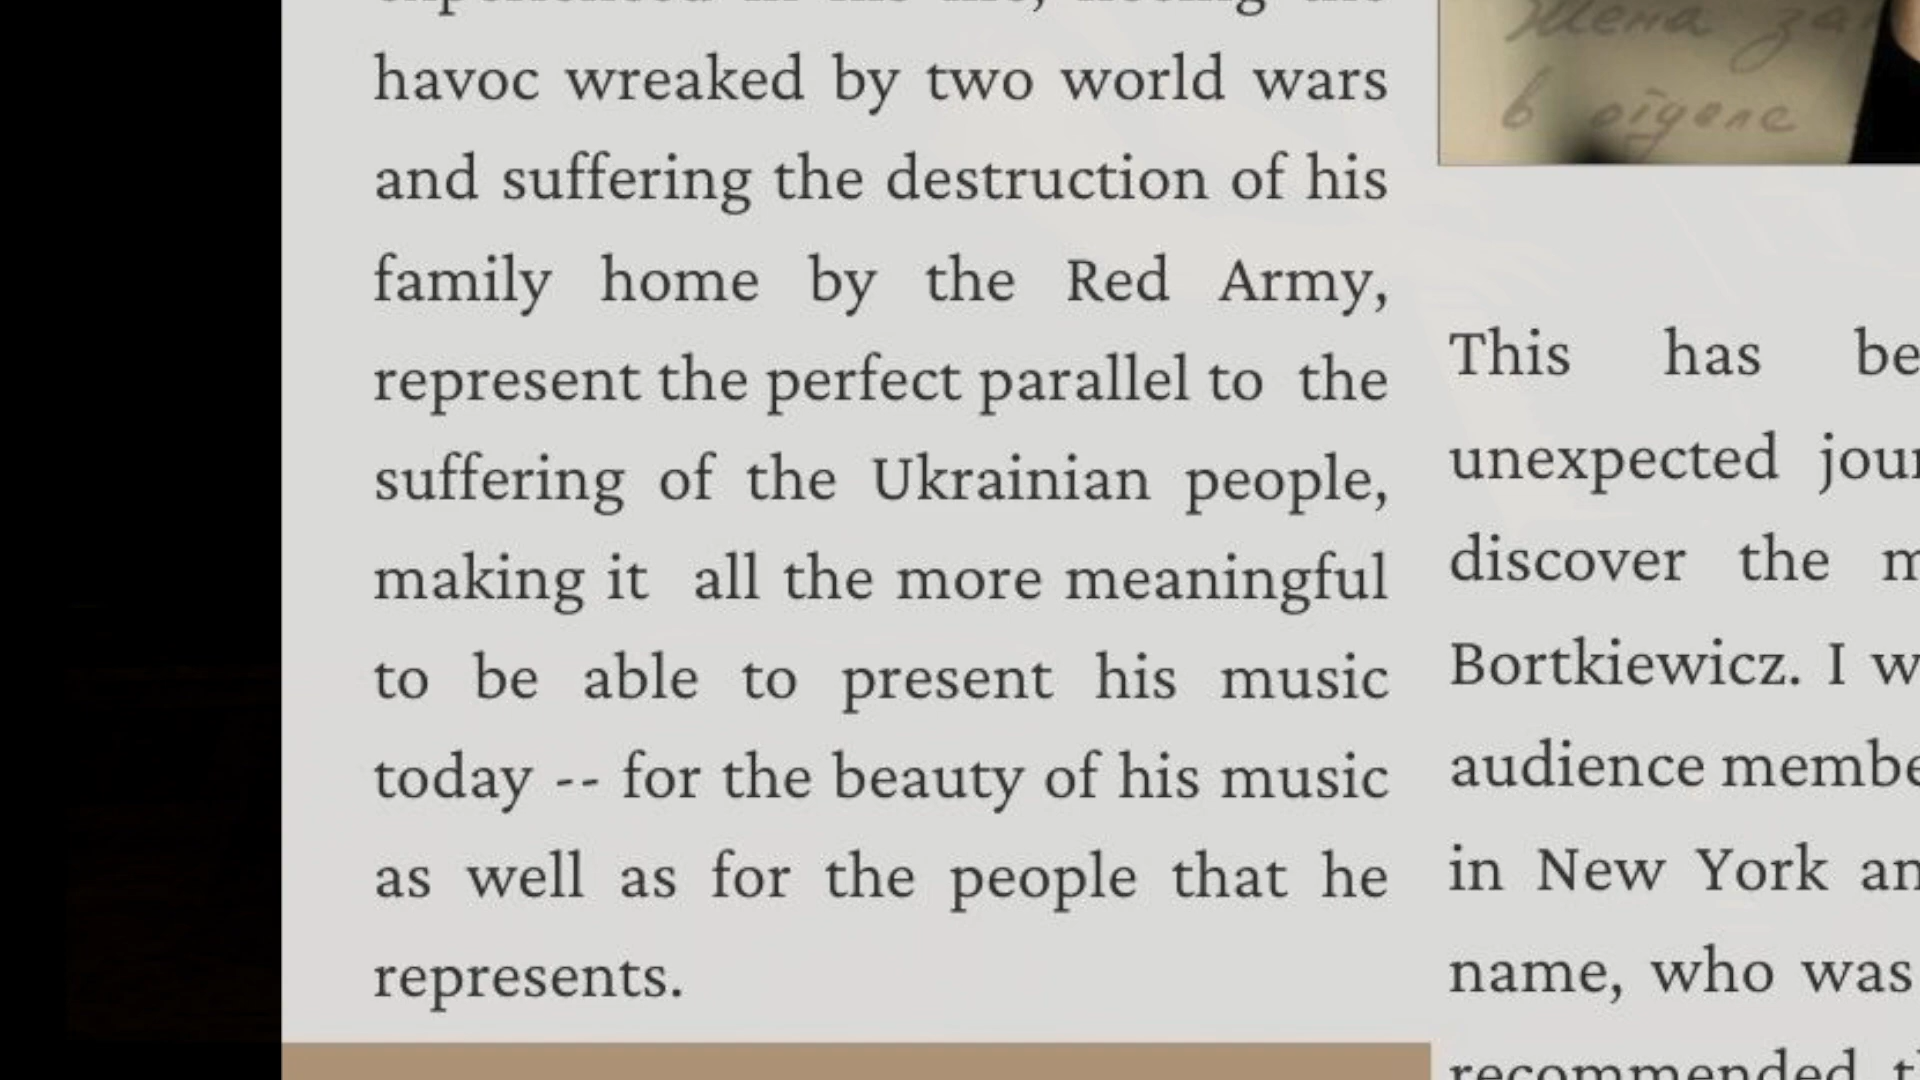 havoc wreaked by two world wars
and suffering the destruction of his
family home by the Red Army,
represent the perfect parallel to the
suffering of the Ukrainian people,
making it all the more meaningful
to be able to present his music
today -- for the beauty of his music
as well as for the people that he
represents.
в
This has
unexpected
discover the
Bortkiewicz. I
audience
in New York
name, who was
recommended